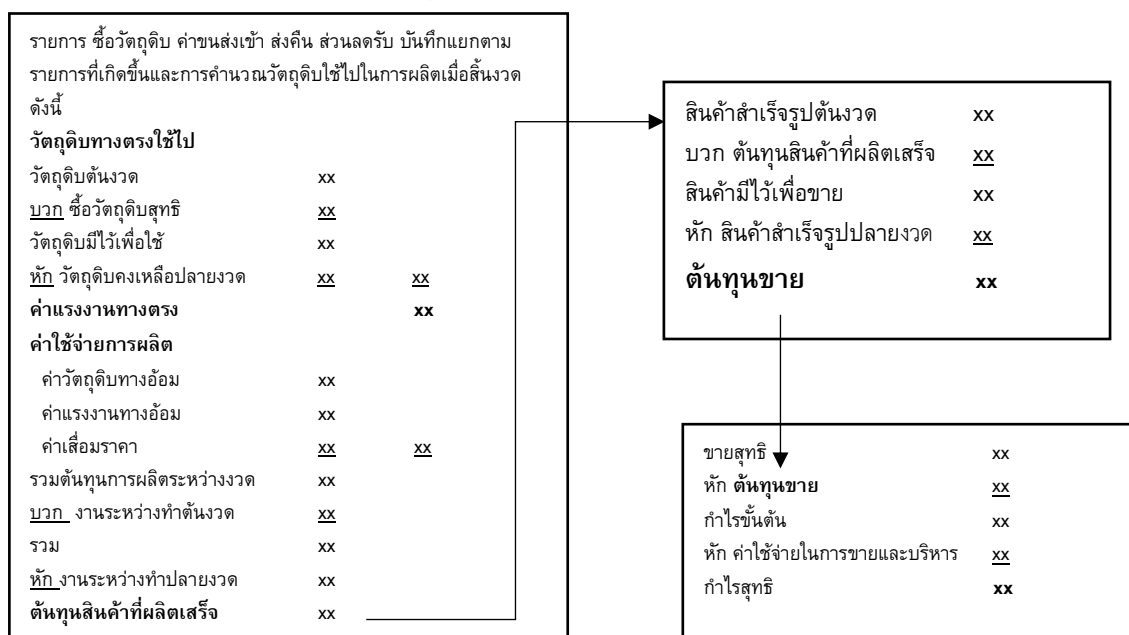 รายการ ซื้อวัตถุดิบ ค่าขนส่งเข้า ส่งคืน ส่วนลดรับ บันทึกแยกตาม
รายการที่เกิดขึ้นและการคำนวณวัตถุดิบใช้ไปในการผลิตเมื่อสิ้นงวด
ดังนี้
วัตถุดิบทางตรงใช้ไป
วัตถุดิบต้นงวด xx
บวก ซื้อวัตถุดิบสุทธิ xx
วัตถุดิบมีไว้เพื่อใช้ xx
หัก วัตถุดิบคงเหลือปลายงวด xx xx
ค่าแรงงานทางตรง xx
ค่าใช้จ่ายการผลิต
ค่าวัตถุดิบทางอ้อม xx
ค่าแรงงานทางอ้อม xx
ค่าเสื่อมราคา xx xx
รวมต้นทุนการผลิตระหว่างงวด xx
บวก งานระหว่างทำต้นงวด xx
รวม xx
หัก งานระหว่างทำปลายงวด xx
ต้นทุนสินค้าที่ผลิตเสร็จ xx
สินค้าสำเร็จรูปต้นงวด xx
บวก ต้นทุนสินค้าที่ผลิตเสร็จ xx
สินค้ามีไว้เพื่อขาย xx
หัก สินค้าสำเร็จรูปปลายงวด xx
ต้นทุนขาย xx
ขายสุทธิ xx
หัก ต้นทุนขาย xx
กำไรขั้นต้น xx
หัก ค่าใช้จ่ายในการขายและบริหาร xx
กำไรสุทธิ xx